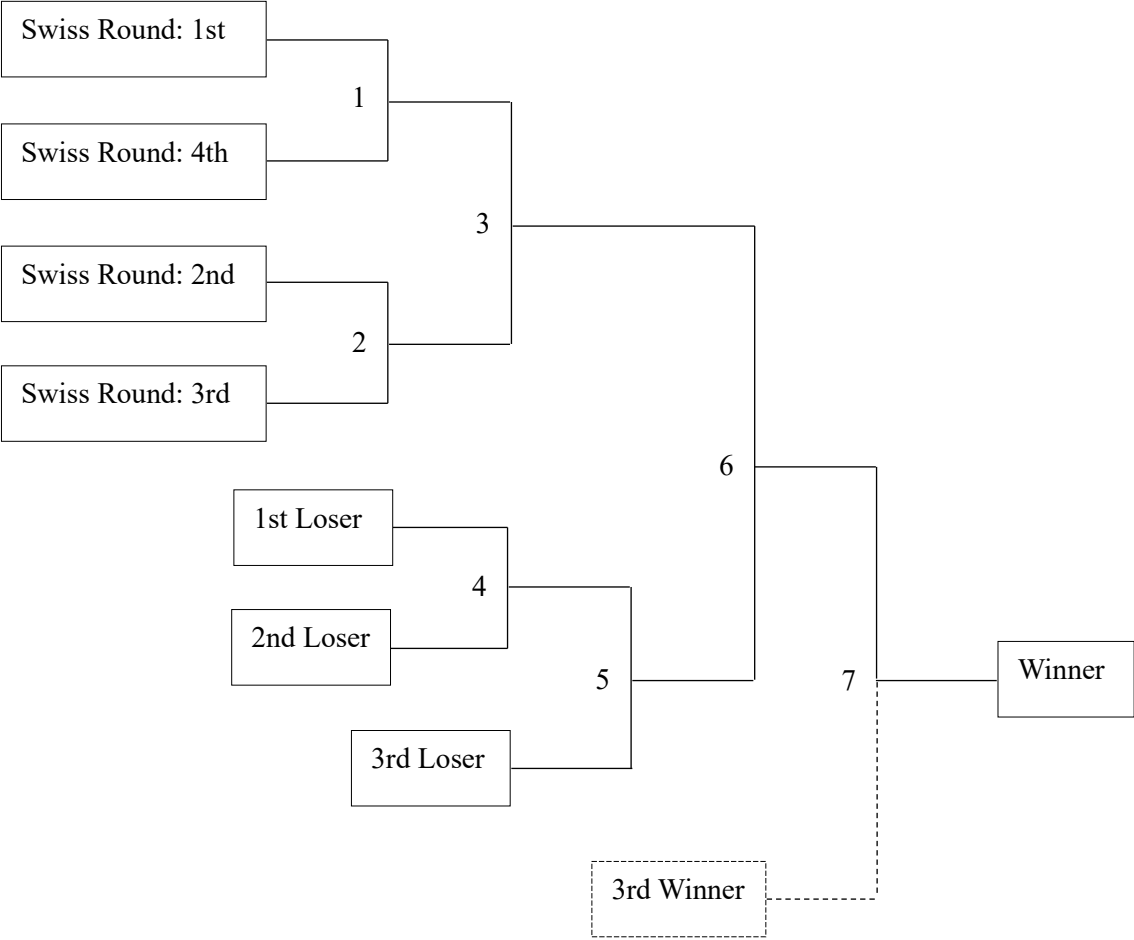 Swiss Round: 1st
1
Swiss Round: 4th
3
Swiss Round: 2nd
2
Swiss Round: 3rd
6
1st Loser
4
2nd Loser
5
7
Winner
3rd Loser
3rd Winner